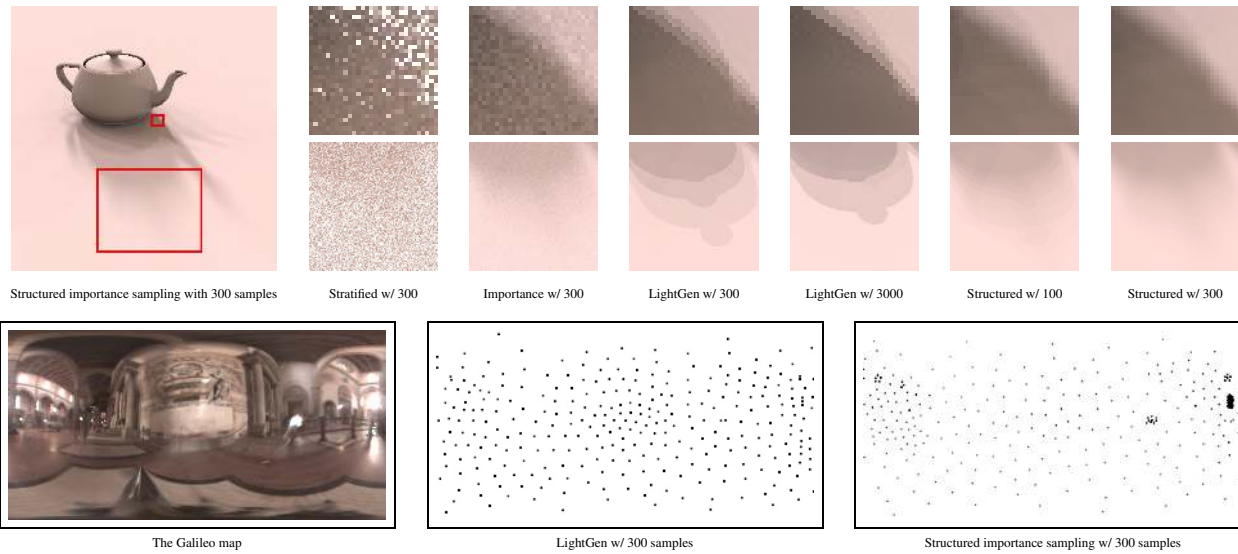 Structured importance sampling with 300 samples
Stratified w/ 300
Importance w/ 300
LightGen w/ 300
LightGen w/ 3000
Structured w/ 100
Structured w/ 300
The Galileo map
LightGen w/ 300 samples
Structured importance sampling w/ 300 samples